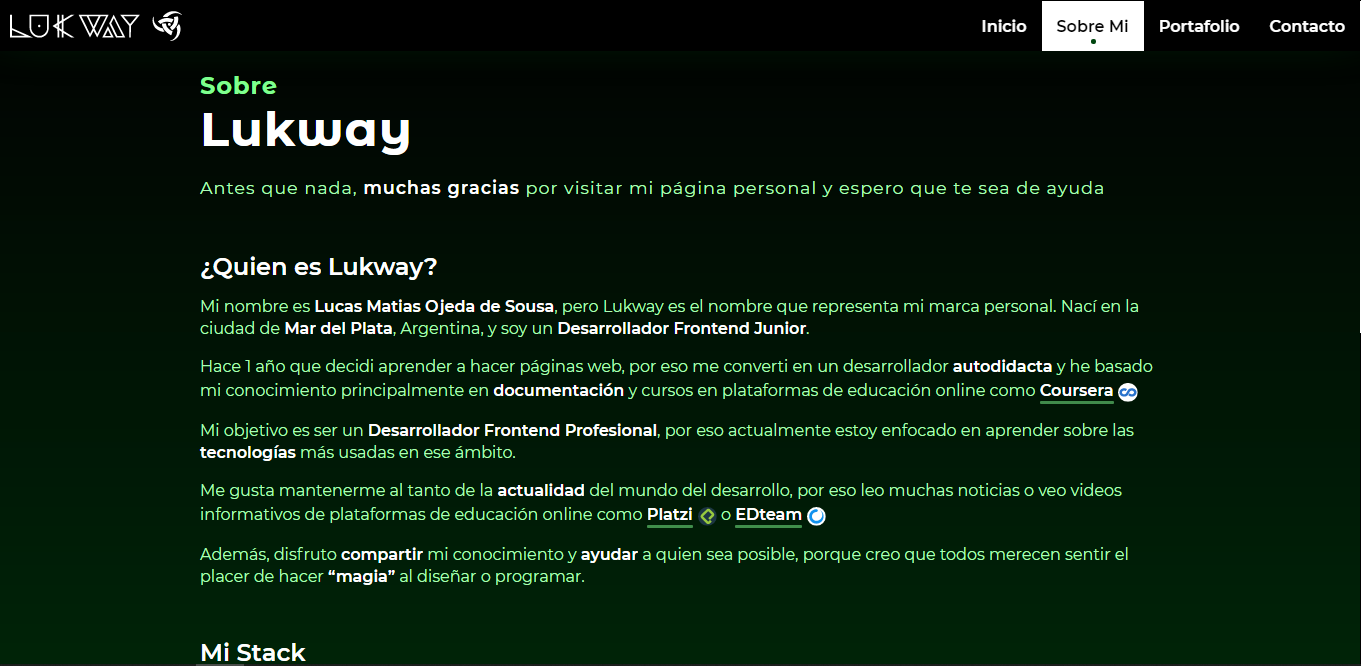 LUKWAY
Inicio
Sobre Mi
Portafolio
Contacto
Sobre
Lukway
Antes que nada, muchas gracias por visitar mi página personal y espero que te sea de ayuda
¿Quien es Lukway?
Mi nombre es Lucas Matias Ojeda de Sousa, pero Lukway es el nombre que representa mi marca personal. Nací en la
ciudad de Mar del Plata, Argentina, y soy un Desarrollador Frontend Junior.
Hace 1 año que decidi aprender a hacer páginas web, por eso me converti en un desarrollador autodidacta y he basado
mi conocimiento principalmente en documentación y cursos en plataformas de educación online como Coursera
Mi objetivo es ser un Desarrollador Frontend Profesional, por eso actualmente estoy enfocado en aprender sobre las
tecnologías más usadas en ese ámbito.
Me gusta mantenerme al tanto de la actualidad del mundo del desarrollo, por eso leo muchas noticias o veo videos
informativos de plataformas de educación online como Platzi o EDteam
Además, disfruto compartir mi conocimiento y ayudar a quien sea posible, porque creo que todos merecen sentir el
placer de hacer “magia” al diseñar o programar.
Mi Stack